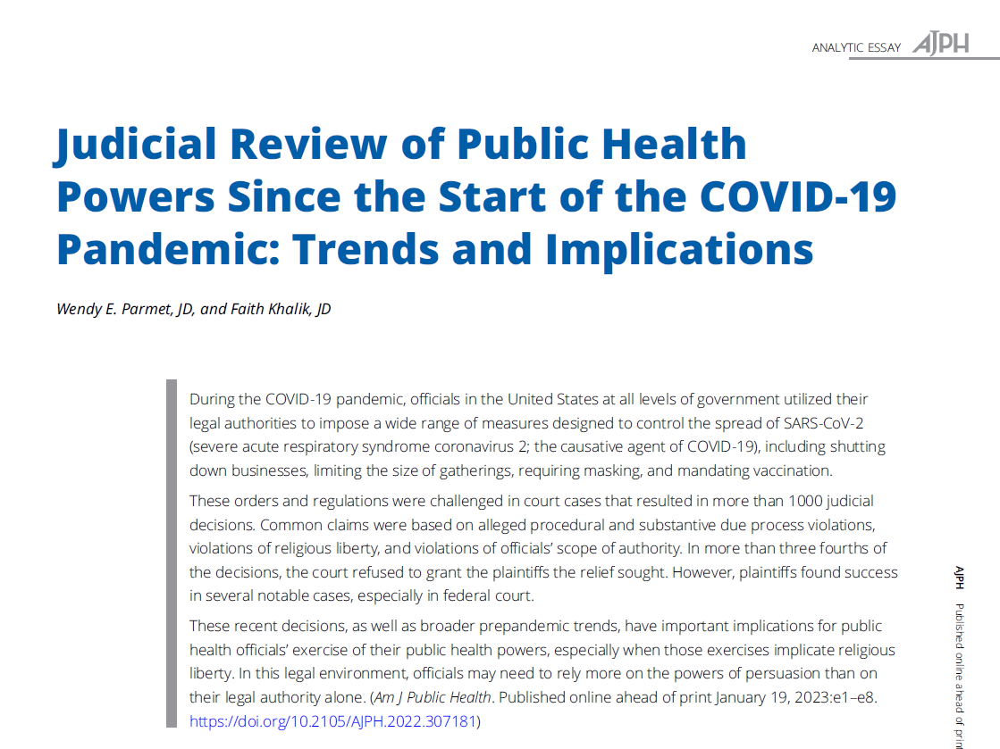 ANALYTIC ESSAY AJPH
Judicial Review of Public Health
Powers Since the Start of the COVID-19
Pandemic: Trends and Implications
Wendy E. Parmet, JD, and Faith Khalik, JD
During the COVID-19 pandemic, officials in the United States at all levels of government utilized their
legal authorities to impose a wide range of measures designed to control the spread of SARS-CoV-2
(severe acute respiratory syndrome coronavirus 2; the causative agent of COVID-19), including shutting
down businesses, limiting the size of gatherings, requiring masking, and mandating vaccination.
These orders and regulations were challenged in court cases that resulted in more than 1000 judicial
decisions. Common claims were based on alleged procedural and substantive due process violations,
violations of religious liberty, and violations of officials’ scope of authority. In more than three fourths of
the decisions, the court refused to grant the plaintiffs the relief sought. However, plaintiffs found success
in several notable cases, especially in federal court.
These recent decisions, as well as broader prepandemic trends, have important implications for public
health officials’ exercise of their public health powers, especially when those exercises implicate religious
liberty. In this legal environment, officials may need to rely more on the powers of persuasion than on
their legal authority alone. (Am J Public Health. Published online ahead of print January 19, 2023:e1–e8.
https://doi.org/10.2105/AJPH.2022.307181)
AJPH Published online ahead of print